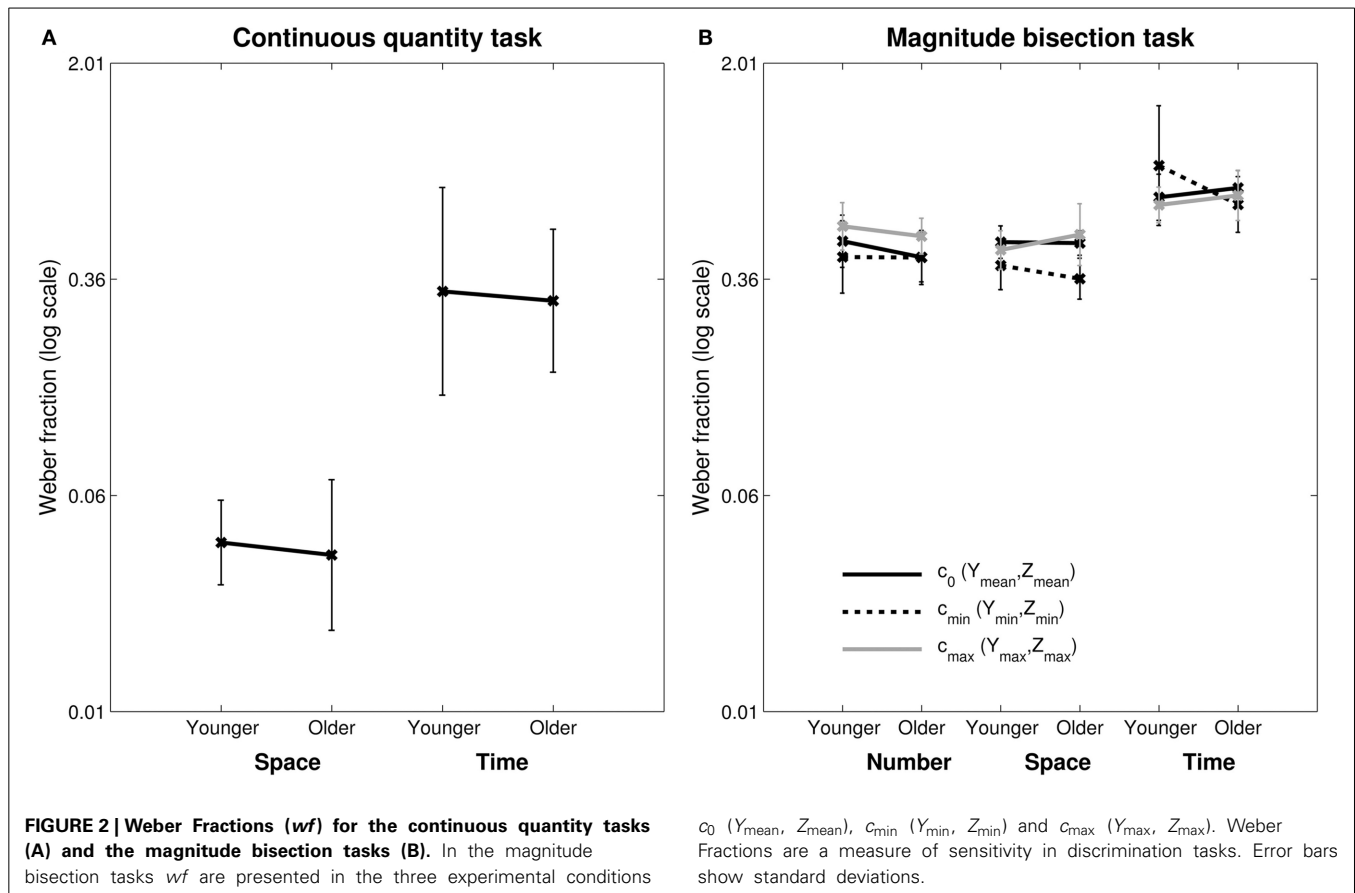 A
Continuous quantity task
2.01
0.36
0.06
0.01
Weber fraction (log scale)
Younger Older Younger Older
Space Time
B
Magnitude bisection task
2.01
0.36
0.06
0.01
Weber fraction (log scale)
c0 (Ymean,Zmean)
cmin (Ymin,Zmin)
cmax (Ymax,Zmax)
Younger Older Younger Older Younger Older
Number Space Time
FIGURE 2 | Weber Fractions (wf) for the continuous quantity tasks
(A) and the magnitude bisection tasks (B). In the magnitude
bisection tasks wf are presented in the three experimental conditions
c0 (Ymean, Zmean), cmin (Ymin, Zmin) and cmax (Ymax, Zmax). Weber
Fractions are a measure of sensitivity in discrimination tasks. Error bars
show standard deviations.